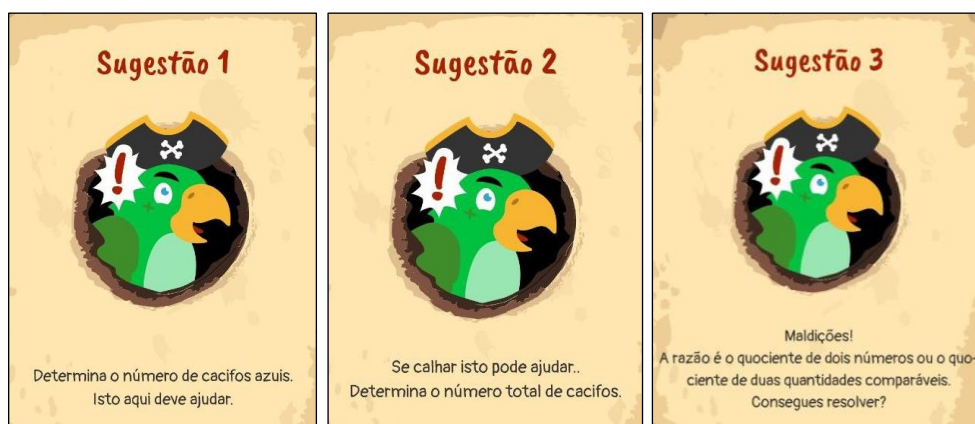 Sugestão 1
!
Determina o número de cacifos azuis.
Isto aqui deve ajudar.
Sugestão 2
!
Se calhar isto pode ajudar..
Determina o número total de cacifos.
Sugestão 3
!
Maldições!
A razão é o quociente de dois números ou o quo-
ciente de duas quantidades comparáveis.
Consegues resolver?